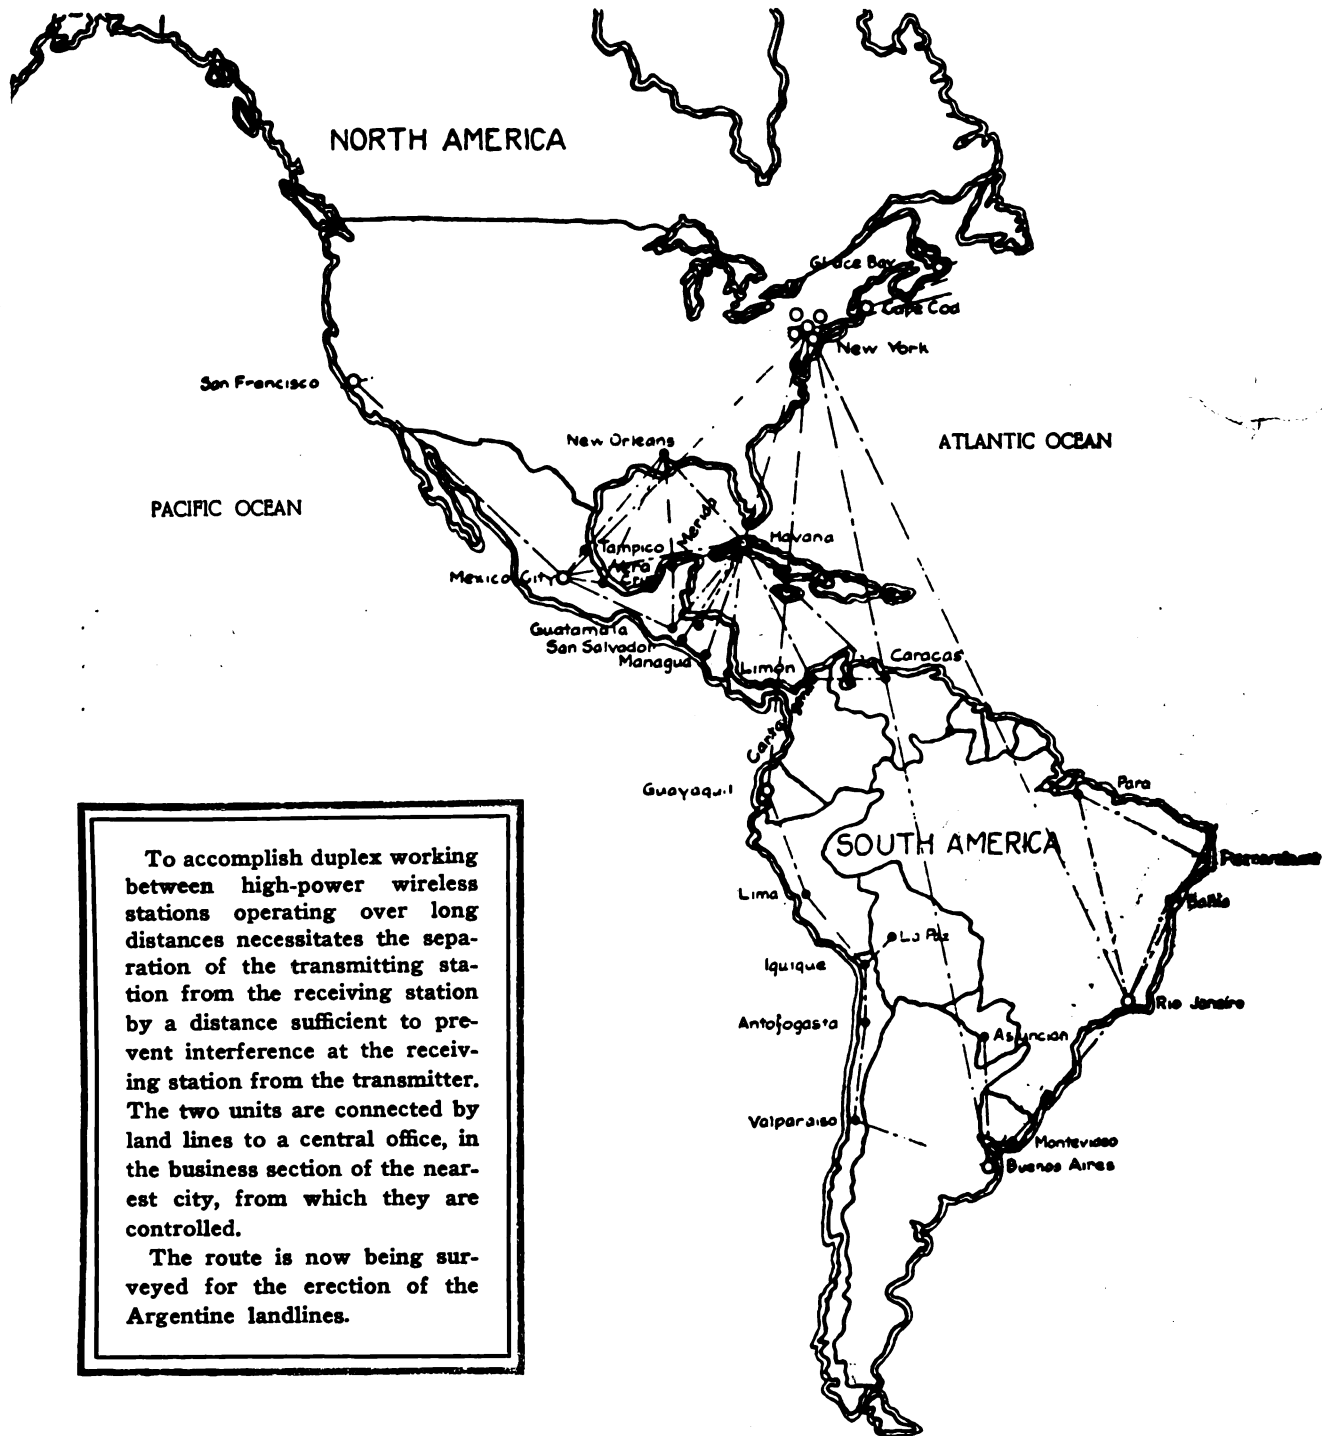 NORTH AMERICA
Glace Bay
Cape Cod
New York
San Francisco
New Orleans
ATLANTIC OCEAN
PACIFIC OCEAN
Merida
Havana
Tampico
Vera
Cruz
Mexico City
Guatamala
San Salvador
Managua
Limon
Caracas
Guayaquil
Para
SOUTH AMERICA
Pernambuco
Lima
Bahia
La Paz
Iquique
Rio Janeiro
Antofogasta
Asuncion
Valparaiso
Montevideo
Buenos Aires
To accomplish duplex working
between high-power wireless
stations operating over long
distances necessitates the sepa-
ration of the transmitting sta-
tion from the receiving station
by a distance sufficient to pre-
vent interference at the receiv-
ing station from the transmitter.
The two units are connected by
land lines to a central office, in
the business section of the near-
est city, from which they are
controlled.
The route is now being sur-
veyed for the erection of the
Argentine landlines.